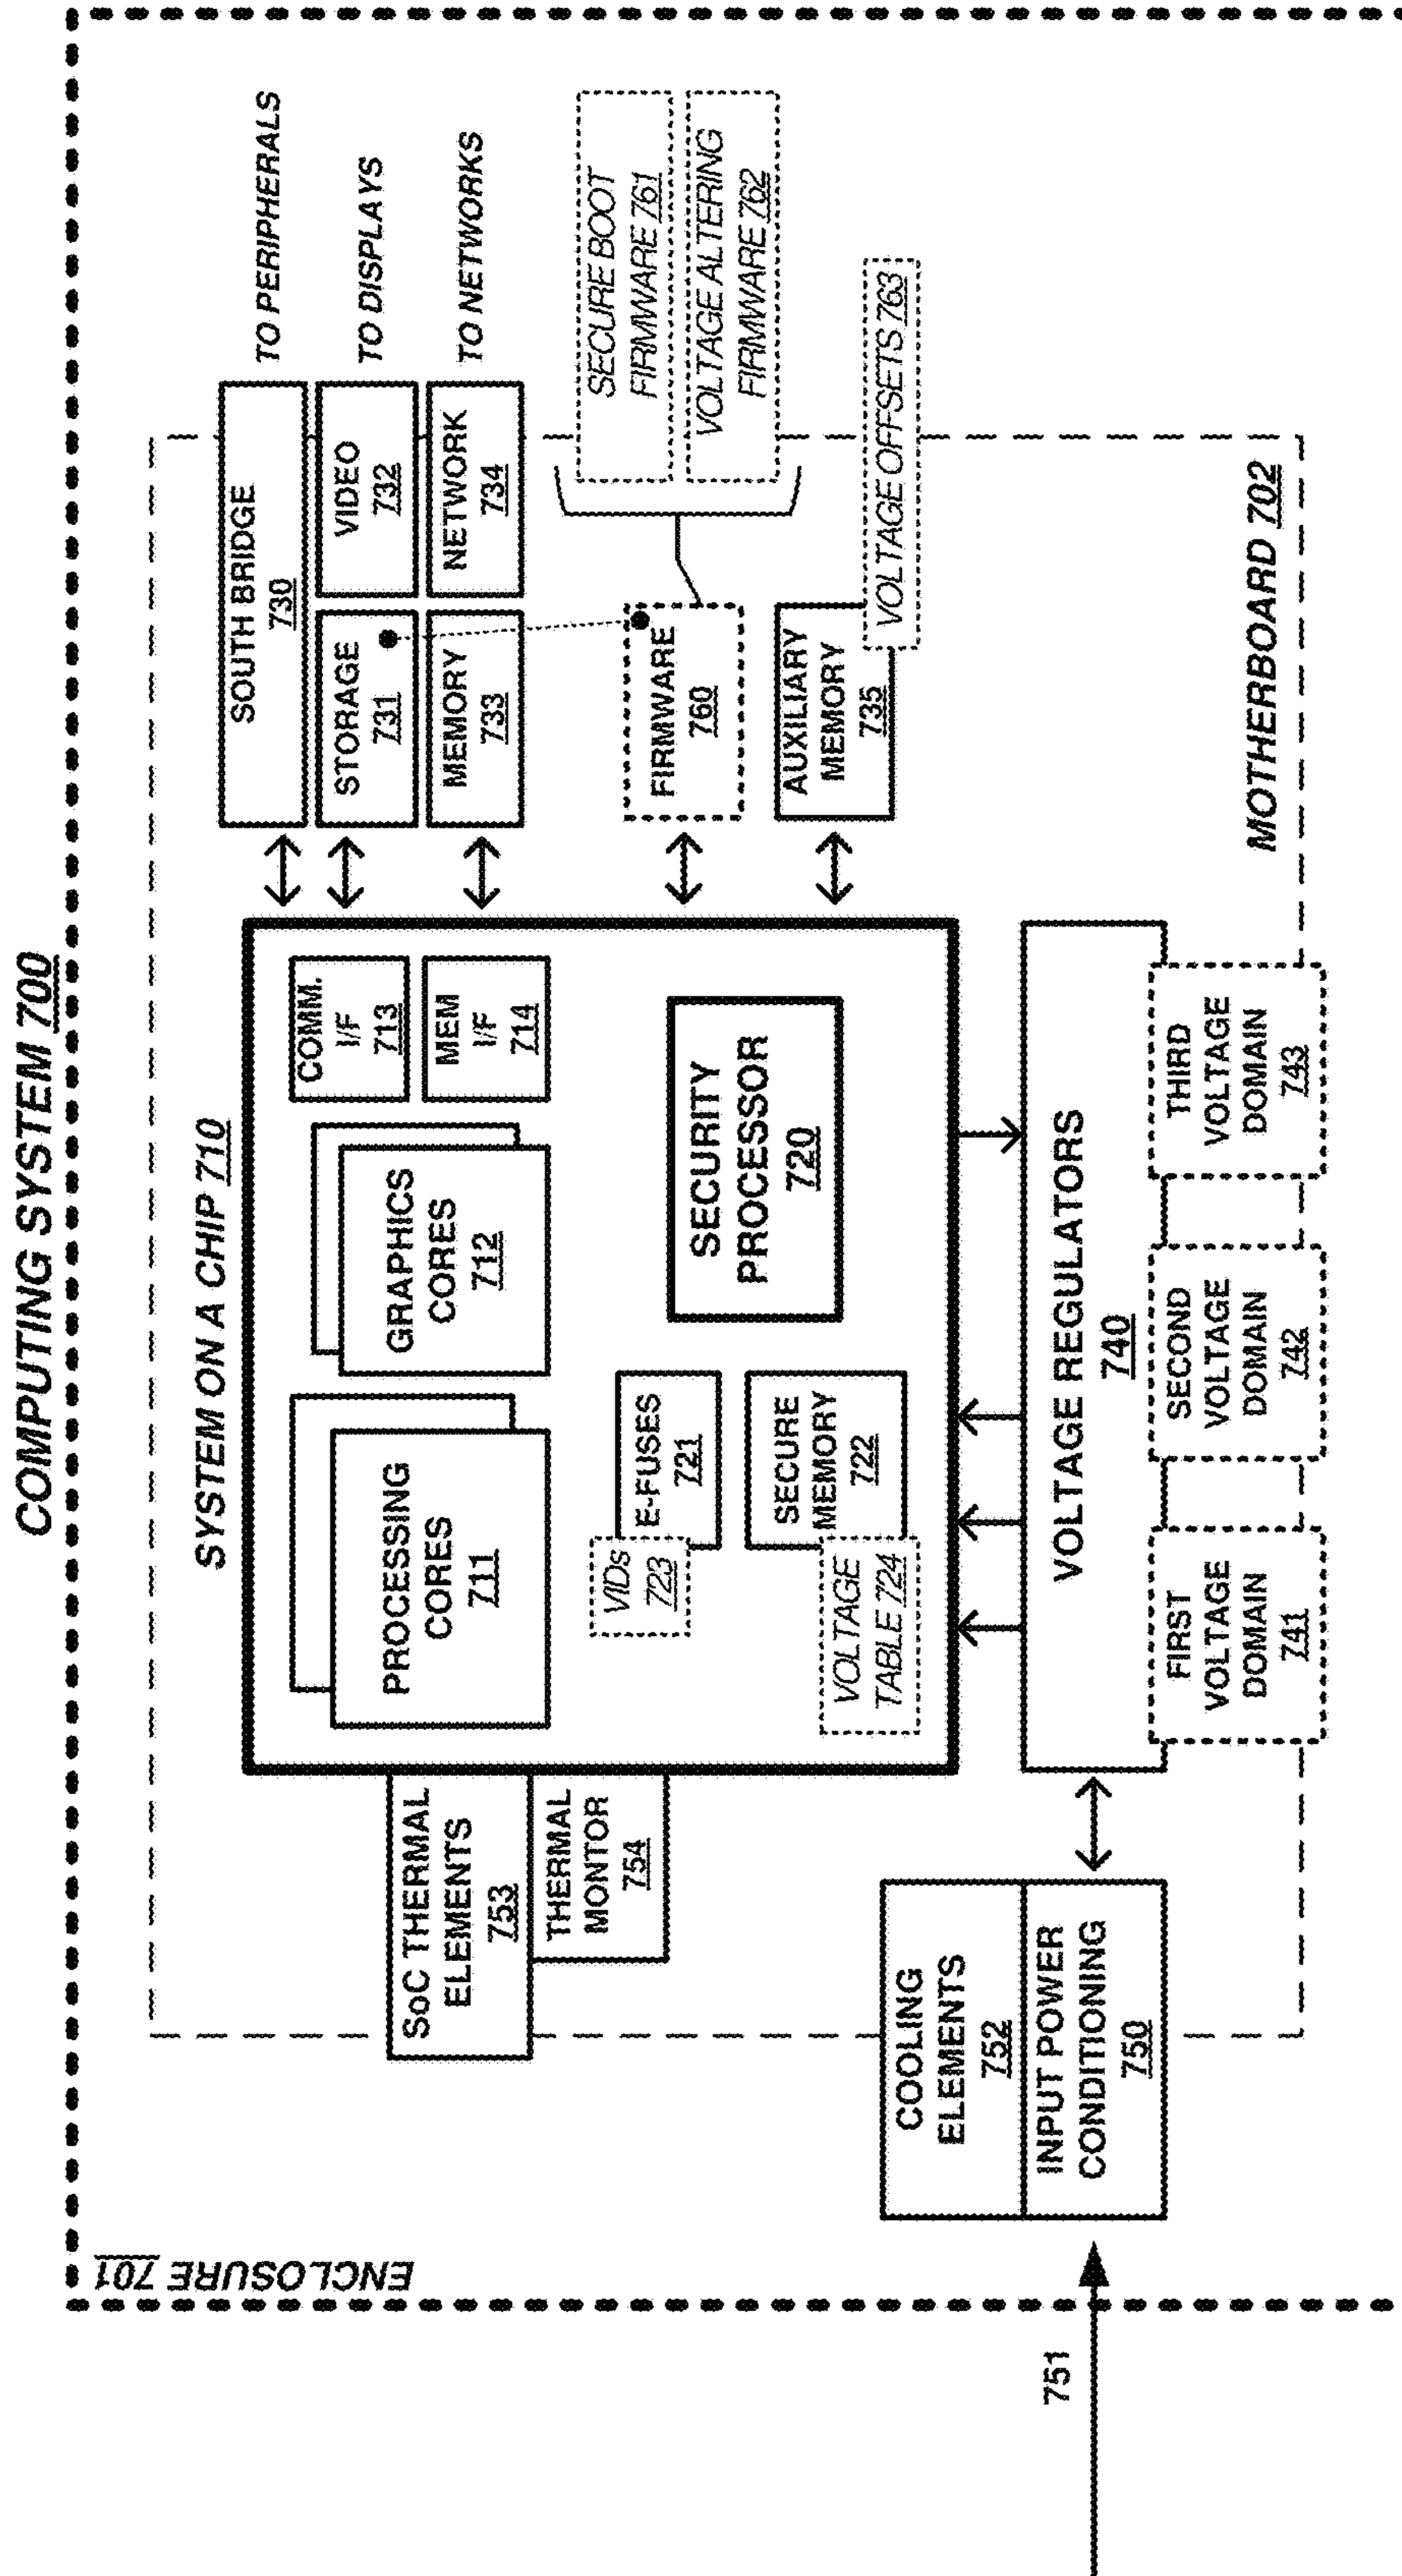 COMPUTING SYSTEM 700
ENCLOSURE 701
SYSTEM ON A CHIP 710
SoC THERMAL
ELEMENTS
753
THERMAL
MONTOR
754
PROCESSING
CORES
711
GRAPHICS
CORES
712
COMM.
I/F
713
MEM
I/F
714
VIDs
723
E-FUSES
721
SECURE
MEMORY
722
VOLTAGE
TABLE 724
SECURITY
PROCESSOR
720
SOUTH BRIDGE
730
STORAGE
731
VIDEO
732
MEMORY
733
NETWORK
734
TO PERIPHERALS
TO DISPLAYS
TO NETWORKS
FIRMWARE
760
SECURE BOOT
FIRMWARE 761
VOLTAGE ALTERING
FIRMWARE 762
AUXILIARY
MEMORY
735
VOLTAGE OFFSETS 763
751
COOLING
ELEMENTS
752
INPUT POWER
CONDITIONING
750
VOLTAGE REGULATORS
740
FIRST
VOLTAGE
DOMAIN
741
SECOND
VOLTAGE
DOMAIN
742
THIRD
VOLTAGE
DOMAIN
743
MOTHERBOARD 702